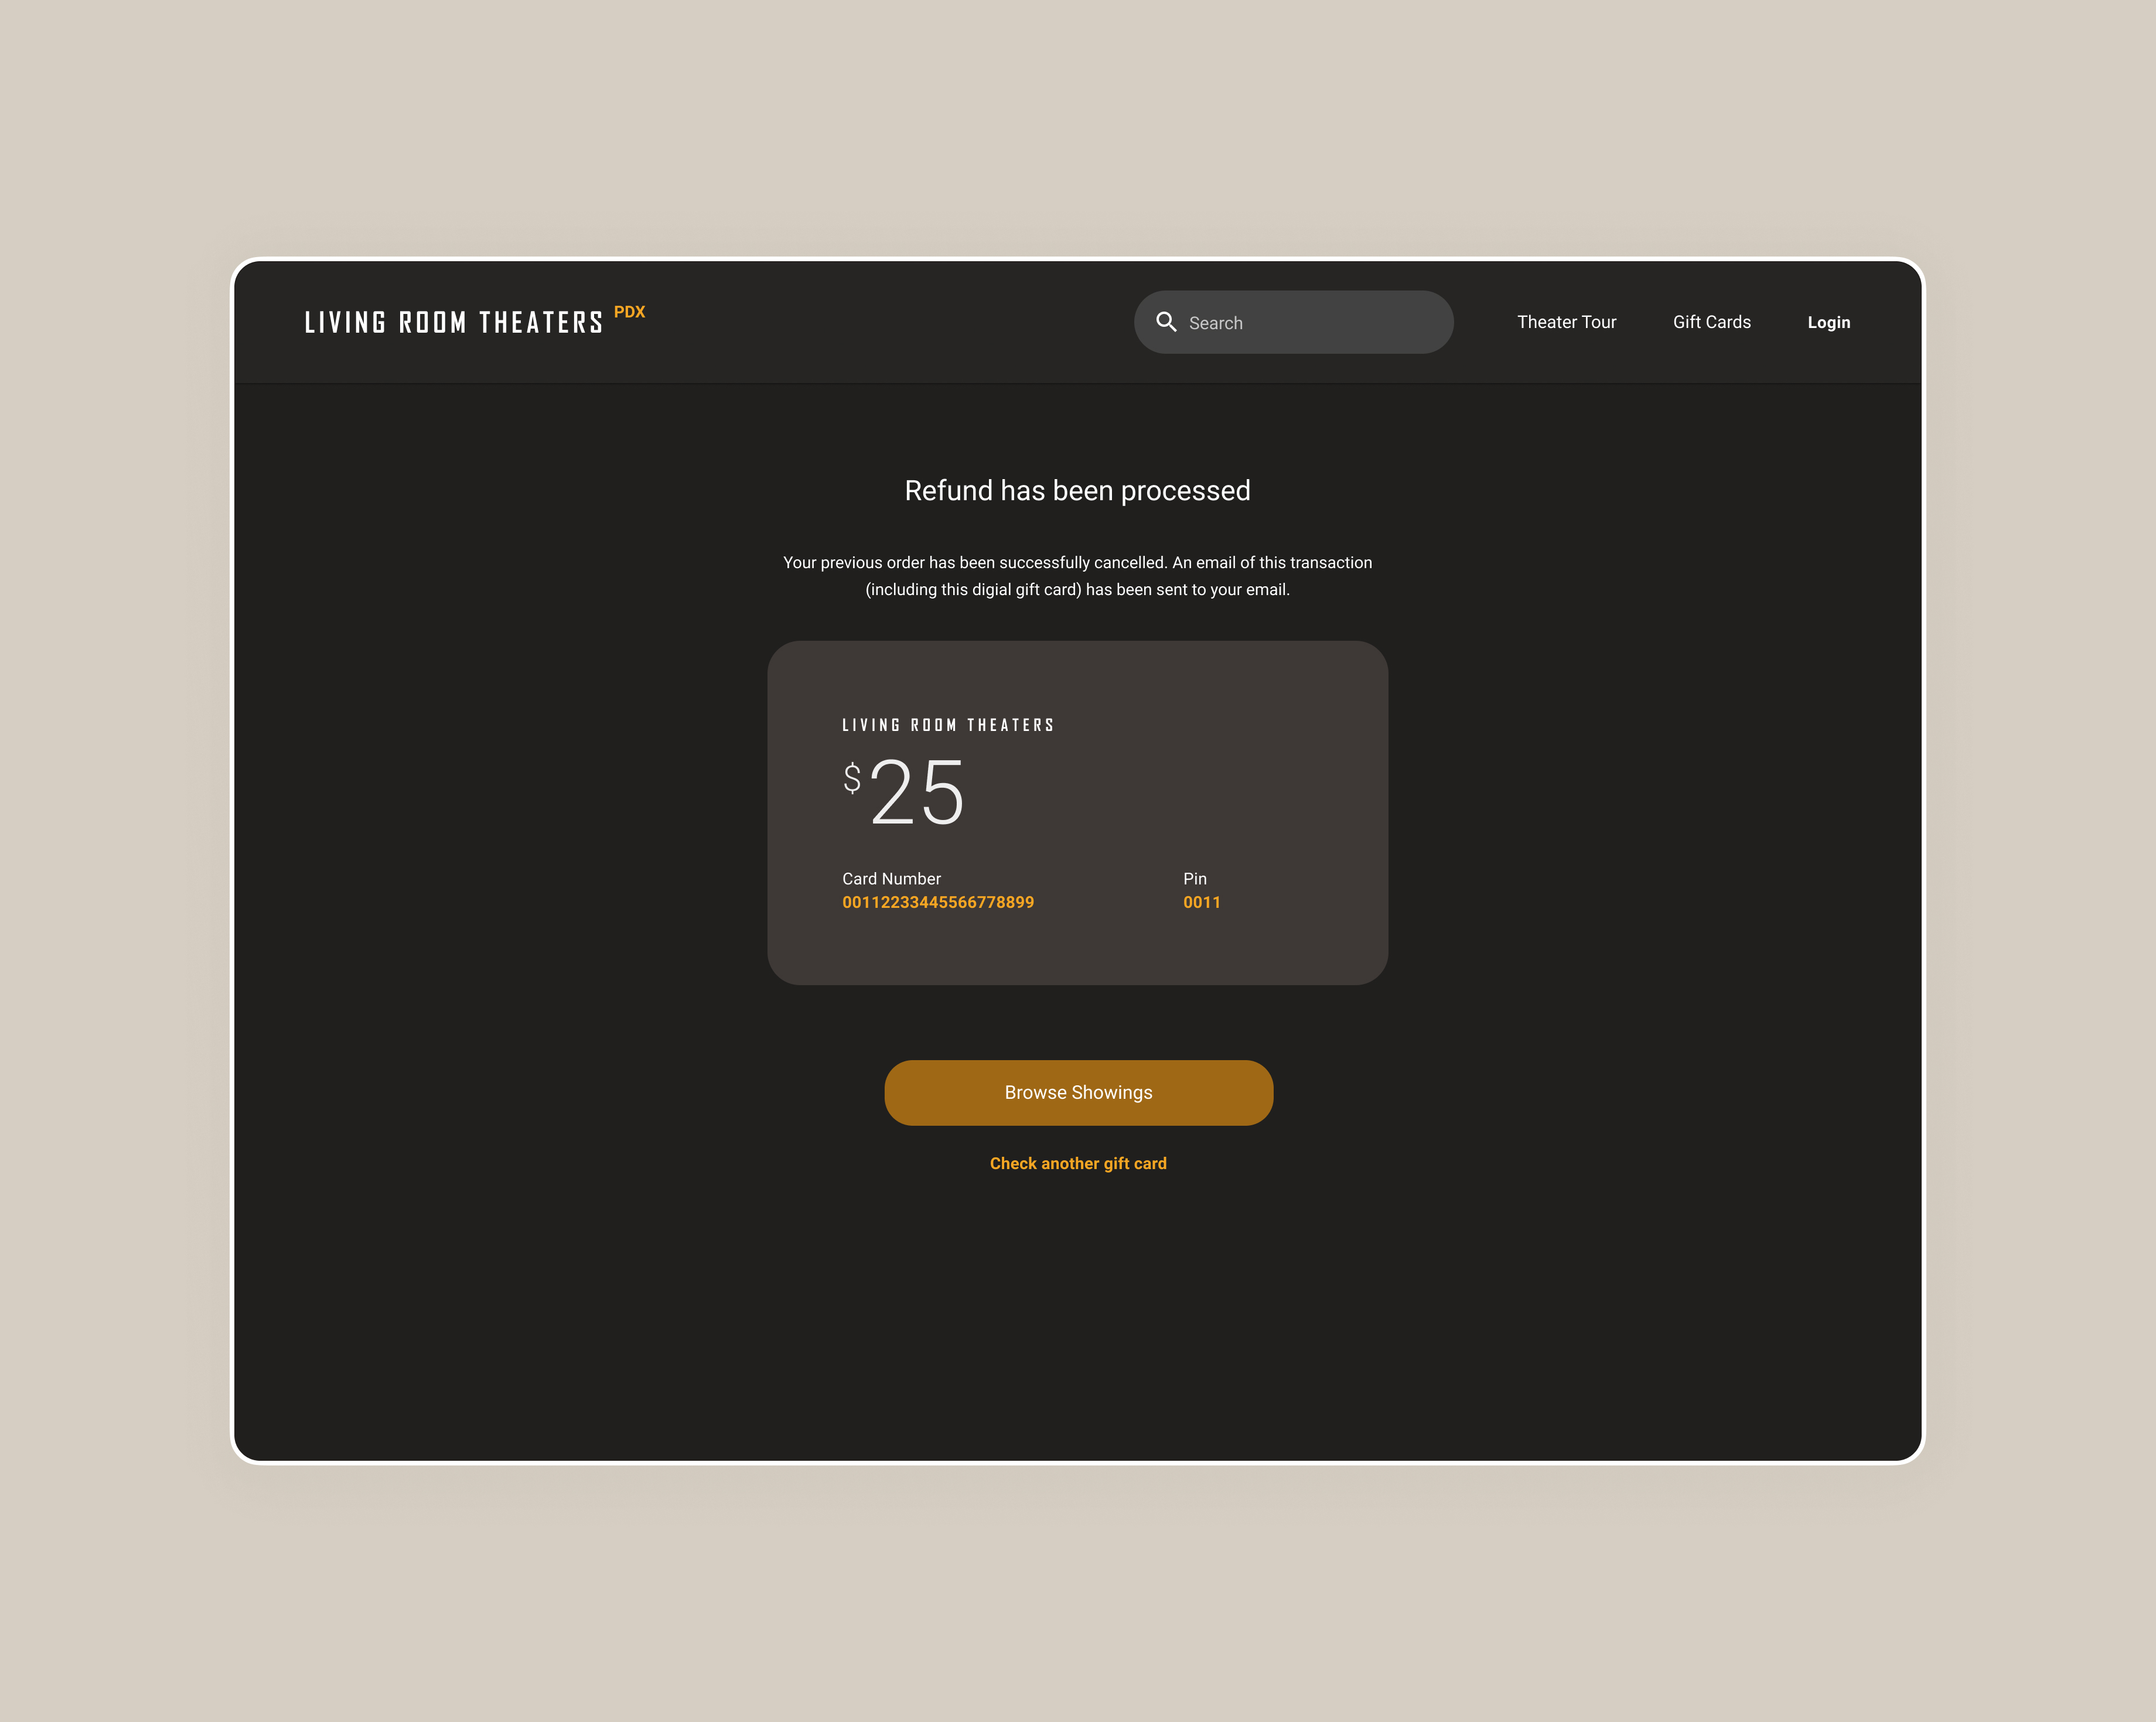 LIVING ROOM THEATERS PDX
Search
Theater Tour
Gift Cards
Login
Refund has been processed
Your previous order has been successfully cancelled. An email of this transaction
(including this digial gift card) has been sent to your email.
LIVING ROOM THEATERS
$25
Card Number
Pin
00112233445566778899
0011
Browse Showings
Check another gift card